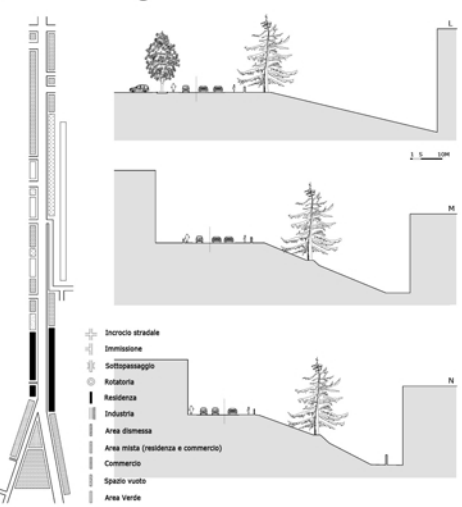 L
1 5 10M
M
N
Incrocio stradale
Immissione
Sottopassaggio
Rotatoria
Residenza
Industria
Area dismessa
Area mista (residenza e commercio)
Commercio
Spazio vuoto
Area Verde